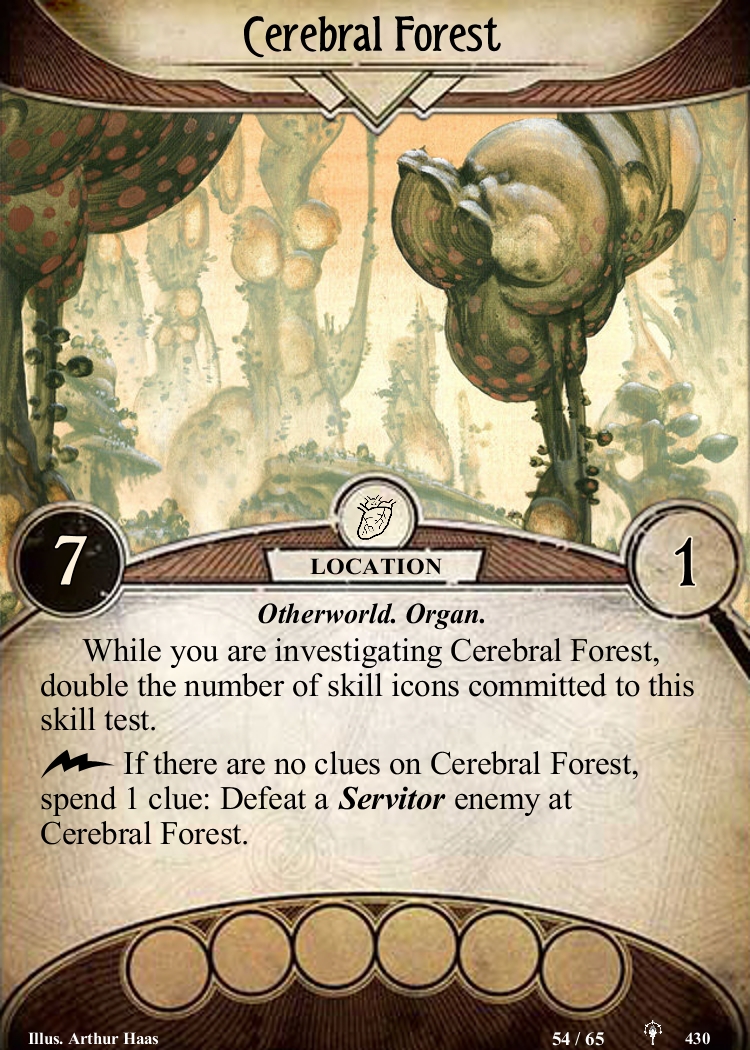 Cerebral Forest
7
LOCATION
1
Otherworld. Organ.
While you are investigating Cerebral Forest,
double the number of skill icons committed to this
skill test.
If there are no clues on Cerebral Forest,
spend 1 clue: Defeat a Servitor enemy at
Cerebral Forest.
Illus. Arthur Haas
54 / 65
430